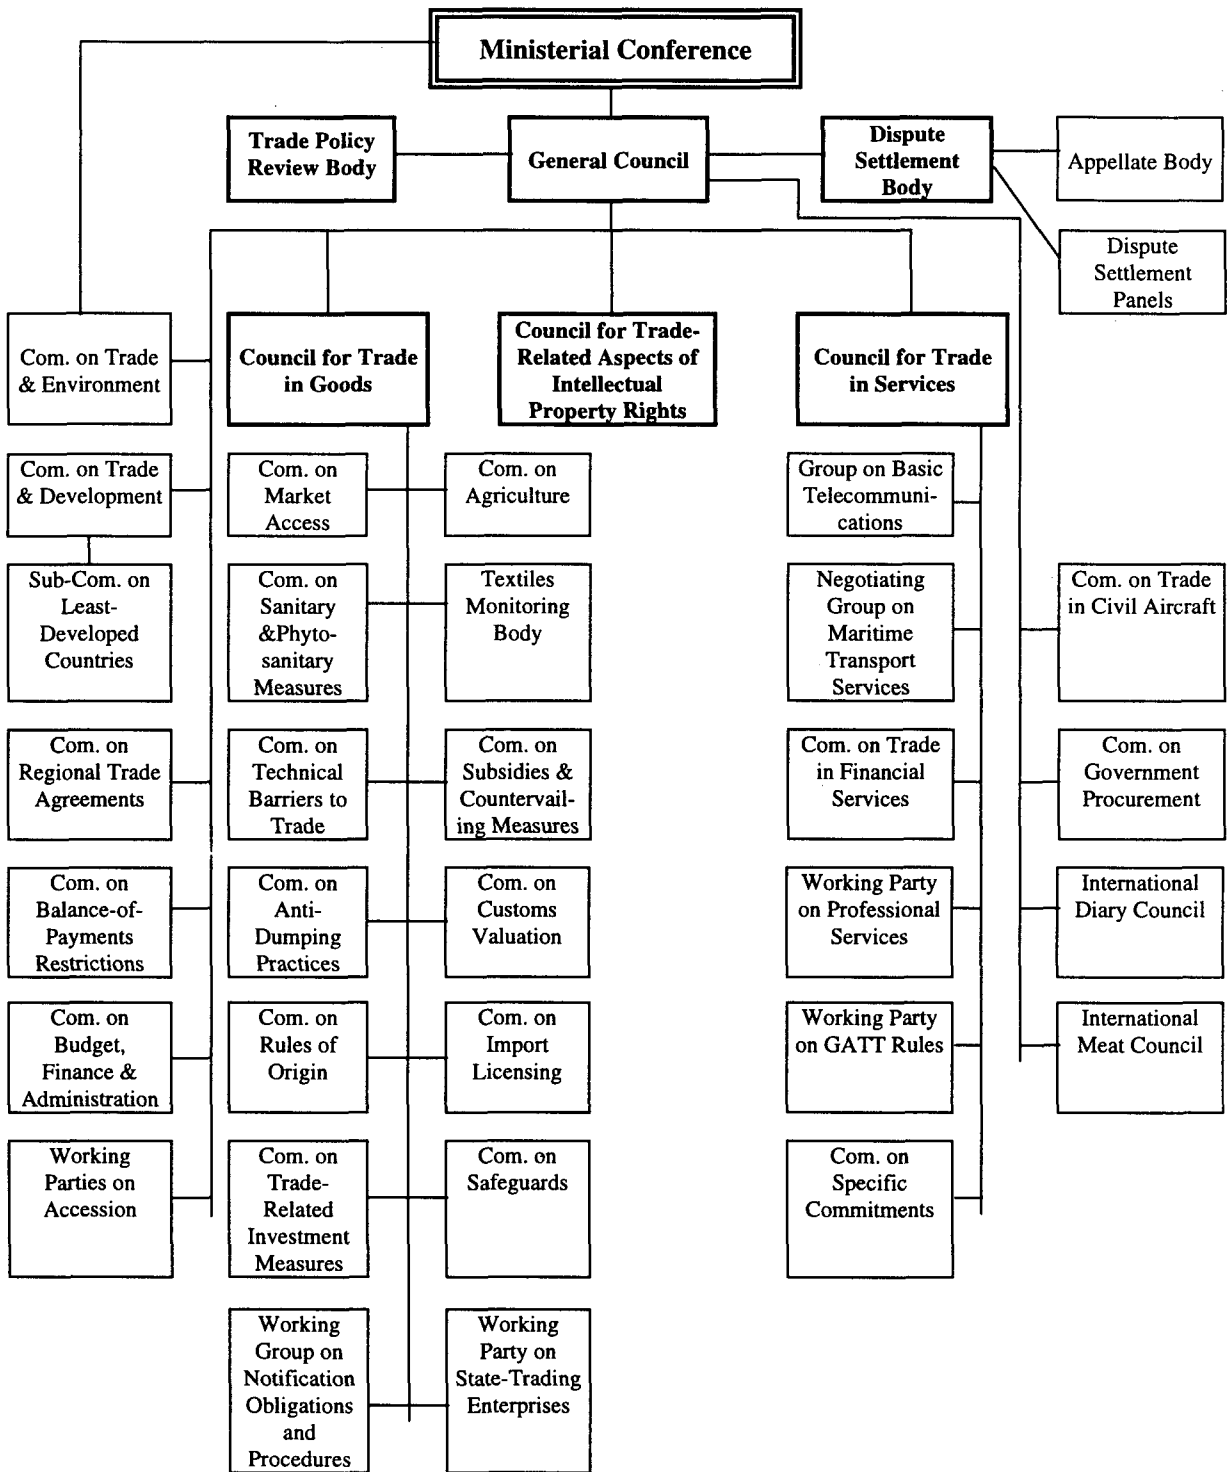 Ministerial Conference
Trade Policy
Review Body
General Council
Dispute
Settlement
Body
Appellate Body
Dispute
Settlement
Panels
Com. on Trade
& Environment
Council for Trade
in Goods
Council for Trade-
Related Aspects of
Intellectual
Property Rights
Council for Trade
in Services
Com. on Trade
& Development
Com. on
Market
Access
Com. on
Agriculture
Group on Basic
Telecommuni-
cations
Sub-Com. on
Least-
Developed
Countries
Com. on
Sanitary
&Phyto-
sanitary
Measures
Textiles
Monitoring
Body
Negotiating
Group on
Maritime
Transport
Services
Com. on Trade
in Civil Aircraft
Com. on
Regional Trade
Agreements
Com. on
Technical
Barriers to
Trade
Com. on
Subsidies &
Countervail-
ing Measures
Com. on Trade
in Financial
Services
Com. on
Government
Procurement
Com. on
Balance-of-
Payments
Restrictions
Com. on
Anti-
Dumping
Practices
Com. on
Customs
Valuation
Working Party
on Professional
Services
International
Diary Council
Com. on
Budget,
Finance &
Administration
Com. on
Rules of
Origin
Com. on
Import
Licensing
Working Party
on GATT Rules
International
Meat Council
Working
Parties on
Accession
Com. on
Trade-
Related
Investment
Measures
Com. on
Safeguards
Com. on
Specific
Commitments
Working
Group on
Notification
Obligations
and
Procedures
Working
Party on
State-Trading
Enterprises